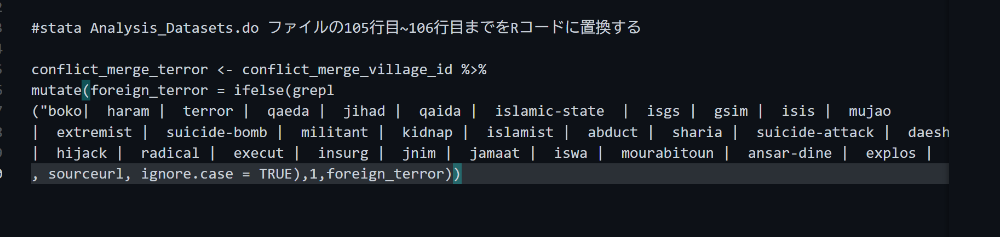 #stata Analysis_Datasets.do ファイルの105行目~106行目までをRコードに置換する
conflict_merge_terror <- conflict_merge_village_id %>%
mutate(foreign_terror = ifelse(grepl
("boko|  haram |  terror |  qaeda |  jihad |  qaida |  islamic-state  |  isgs |  gsim |  isis |  mujao
|  extremist |  suicide-bomb |  militant |  kidnap |  islamist |  abduct |  sharia |  suicide-attack |  daesh
|  hijack |  radical |  execut |  insurg |  jnim |  jamaat |  iswa |  mourabitoun |  ansar-dine |  explos |
, sourceurl, ignore.case = TRUE),1,foreign_terror))